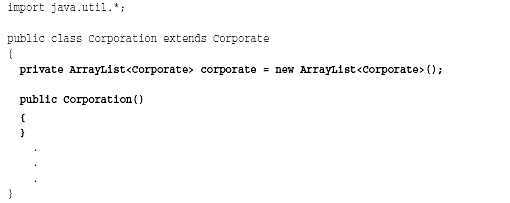 import java.util.*;
public class Corporation extends Corporate
{
private ArrayList<Corporate> corporate = new ArrayList<Corporate>();
public Corporation()
{
}
.
.
.
}